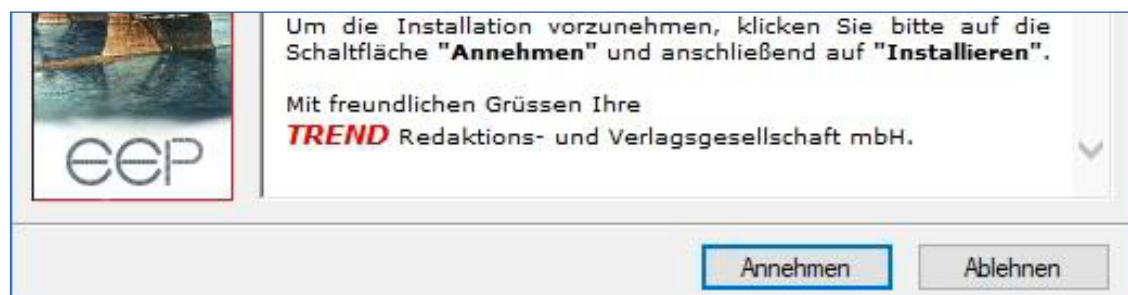 Um die Installation vorzunehmen, klicken Sie bitte auf die
Schaltfläche "Annehmen" und anschließend auf "Installieren".
Mit freundlichen Grüssen Ihre
TREND Redaktions- und Verlagsgesellschaft mbH.
EEP
Annehmen
Ablehnen